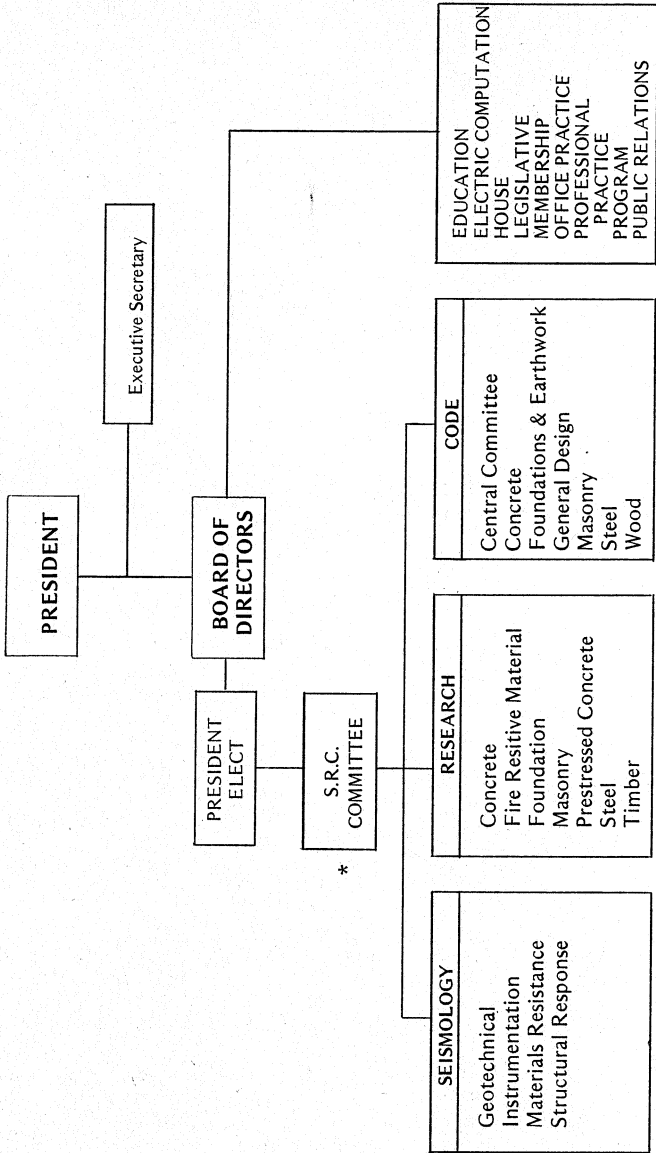 PRESIDENT
Executive Secretary
BOARD OF
DIRECTORS
PRESIDENT
ELECT
S.R.C.
COMMITTEE
*
SEISMOLOGY
Geotechnical
Instrumentation
Materials Resistance
Structural Response
RESEARCH
Concrete
Fire Resitive Material
Foundation
Masonry
Prestressed Concrete
Steel
Timber
CODE
Central Committee
Concrete
Foundations & Earthwork
General Design
Masonry
Steel
Wood
EDUCATION
ELECTRIC COMPUTATION
HOUSE
LEGISLATIVE
MEMBERSHIP
OFFICE PRACTICE
PROFESSIONAL
PRACTICE
PROGRAM
PUBLIC RELATIONS